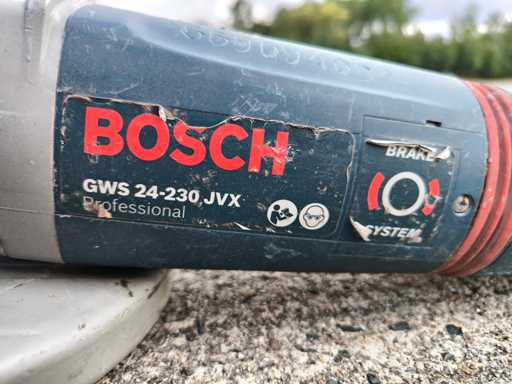 BOSCH
GWS 24-230 JVX
Professional
BRAKE
SYSTEM